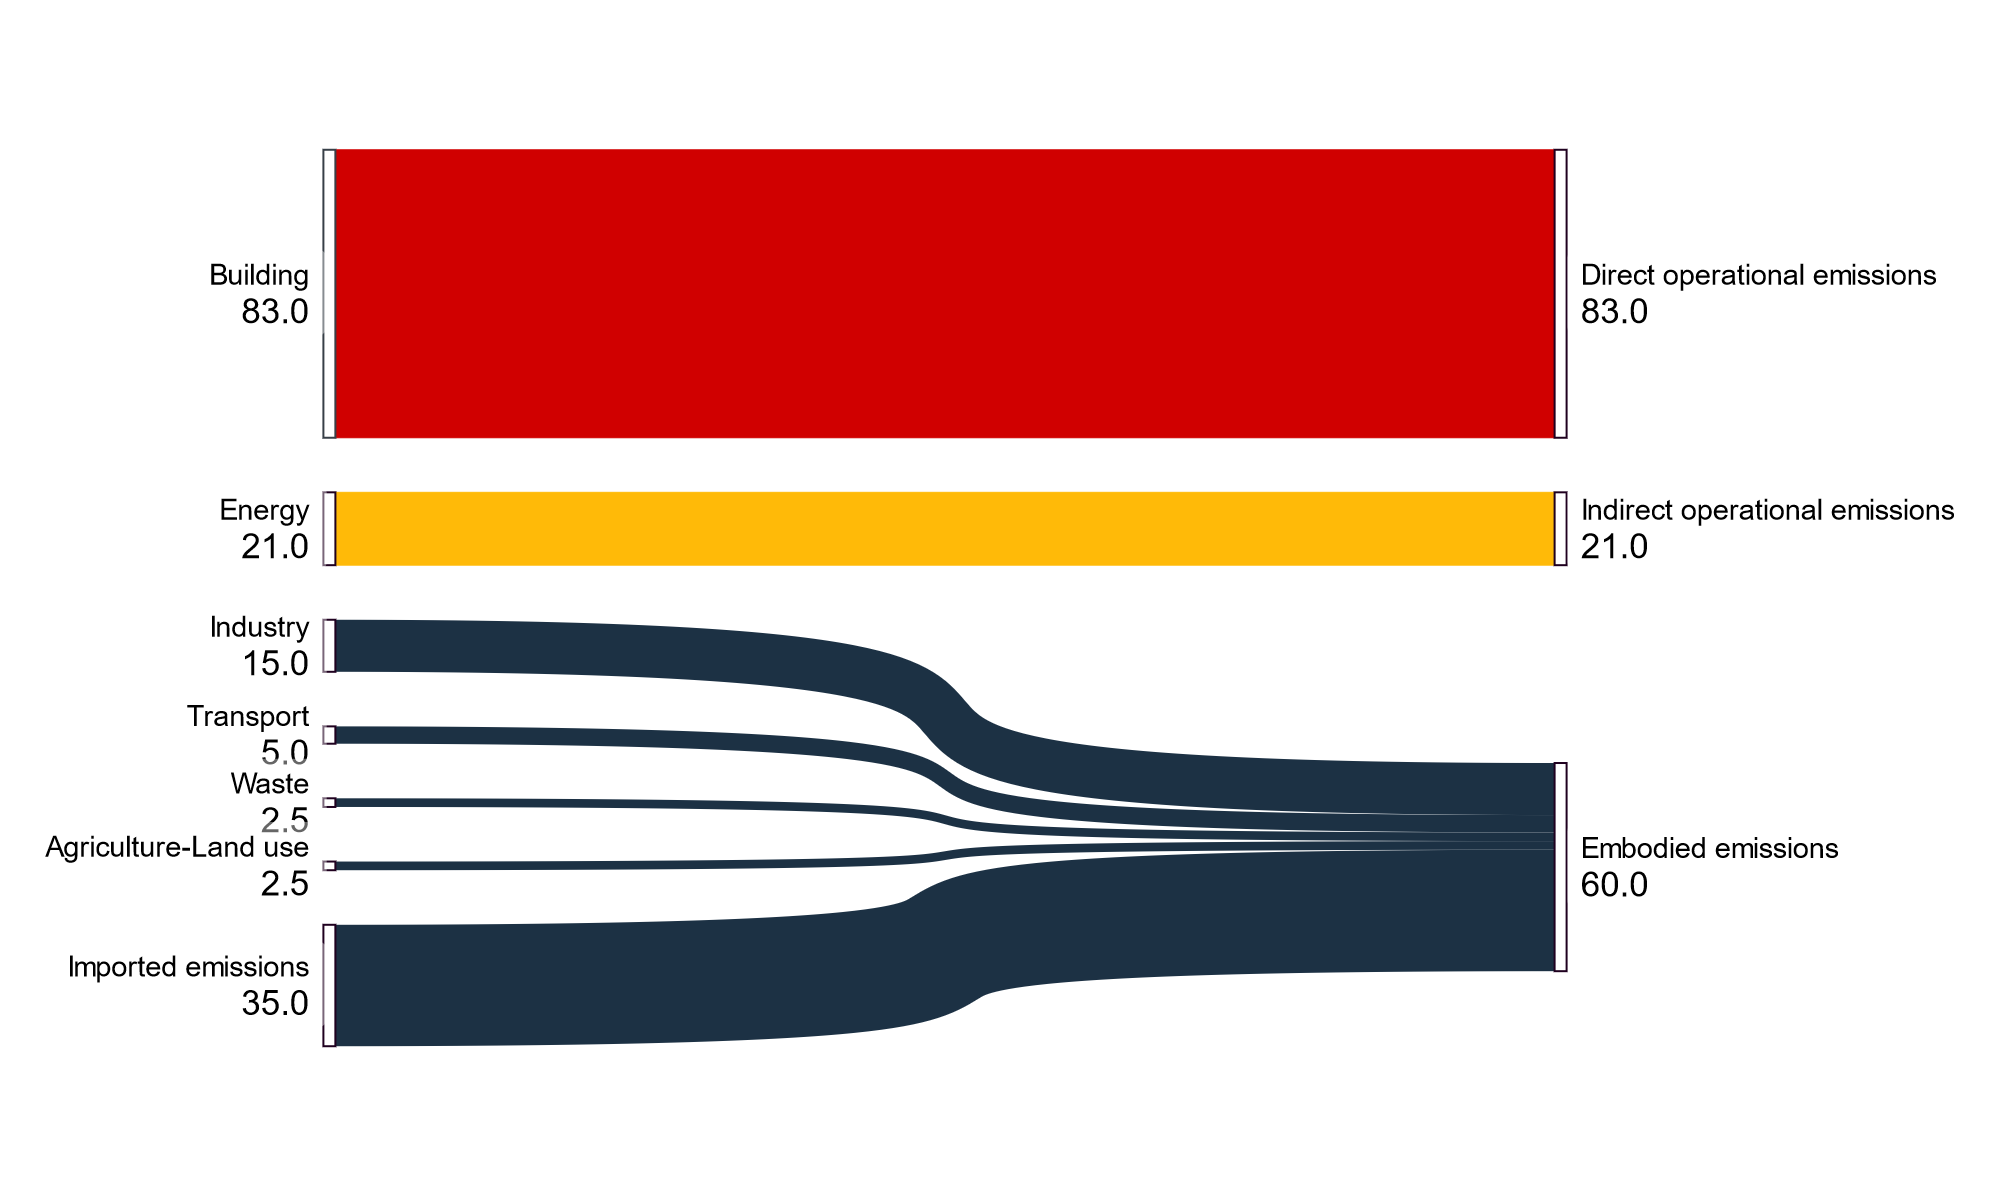 Building
83.0
Energy
21.0
Industry
15.0
Transport
5.0
Waste
2.5
Agriculture-Land use
2.5
Imported emissions
35.0
Direct operational emissions
83.0
Indirect operational emissions
21.0
Embodied emissions
60.0